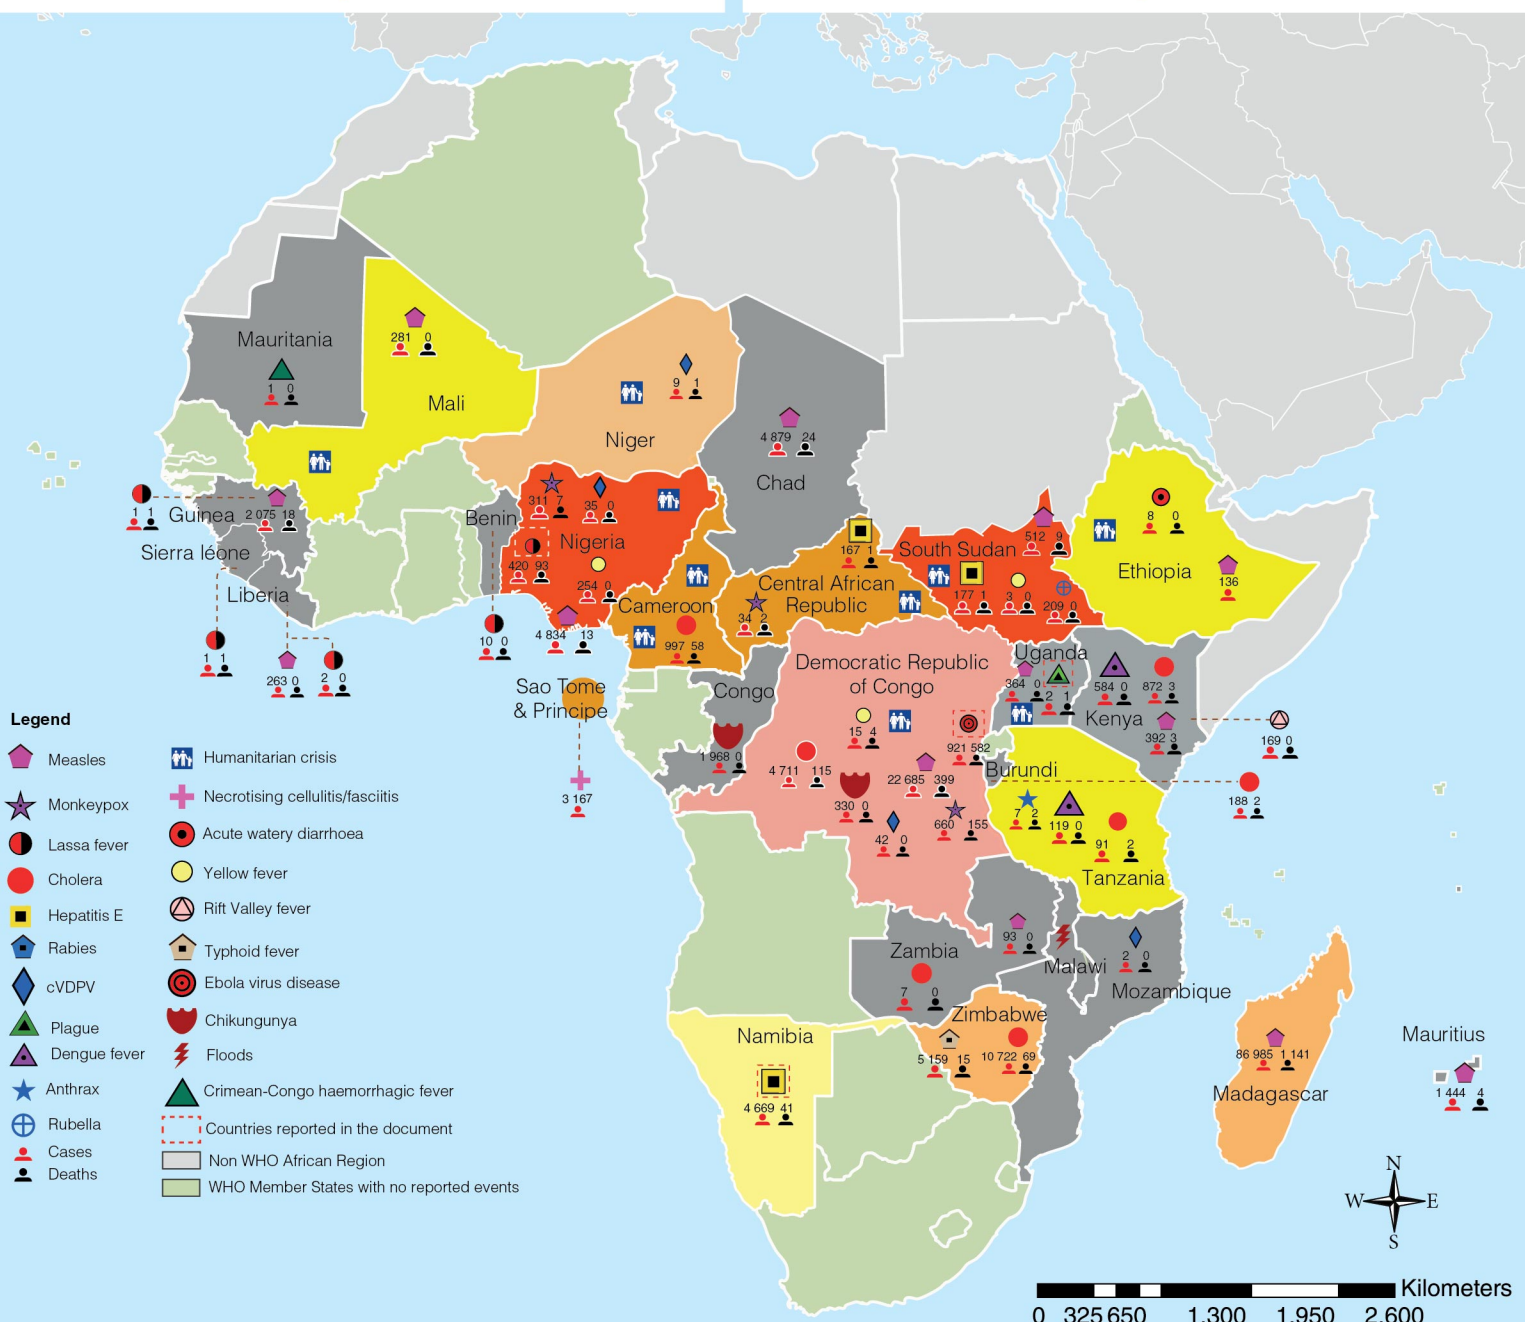 Mauritania
1 0
281 0
Mali
9 1
Niger
4 879 24
Chad
1 1
Guinea
2 075 18
Sierra léone
Liberia
1 1
263 0
2 0
Benin
10 0
311 7
35 0
Nigeria
420 93
254 0
4 834 13
Cameroon
997 58
167 1
Central African
Republic
34 2
512 9
South Sudan
177 1
3 0
209 0
8 0
Ethiopia
136
Sao Tome
& Principe
3 167
Congo
1 968 0
Democratic Republic
of Congo
15 4
921 582
4 711 115
22 685 399
330 0
660 155
42 0
Uganda
364 0
2 1
584 0
872 3
Kenya
392 3
169 0
Burundi
188 2
7 2
119 0
91 2
Tanzania
93 0
Zambia
7 0
Malawi
2 0
Mozambique
Zimbabwe
5 159 15
10 722 69
Namibia
4 669 41
86 985 1 141
Madagascar
Mauritius
1 444 4
Legend
Measles
Monkeypox
Lassa fever
Cholera
Hepatitis E
Rabies
cVDPV
Plague
Dengue fever
Anthrax
Rubella
Cases
Deaths
Humanitarian crisis
Necrotising cellulitis/fasciitis
Acute watery diarrhoea
Yellow fever
Rift Valley fever
Typhoid fever
Ebola virus disease
Chikungunya
Floods
Crimean-Congo haemorrhagic fever
Countries reported in the document
Non WHO African Region
WHO Member States with no reported events
N
W E
S
Kilometers
0 325 650 1,300 1,950 2,600